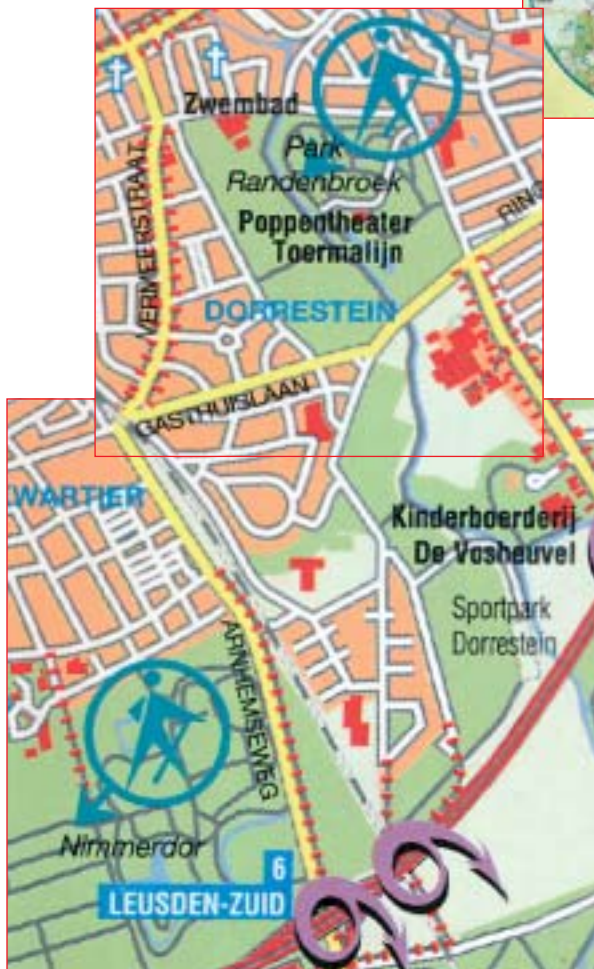 Zwembad
Park
Randenbroek
Poppentheater
Toermalijn
VERMEERSTRAAT
RING
DORRESTEIN
GASTHUISLAAN
WARTIER
Kinderboerderij
De Vosheuvel
Sportpark
Dorrestein
ARNHEMSEWEG
Nimmerdor
6
LEUSDEN-ZUID